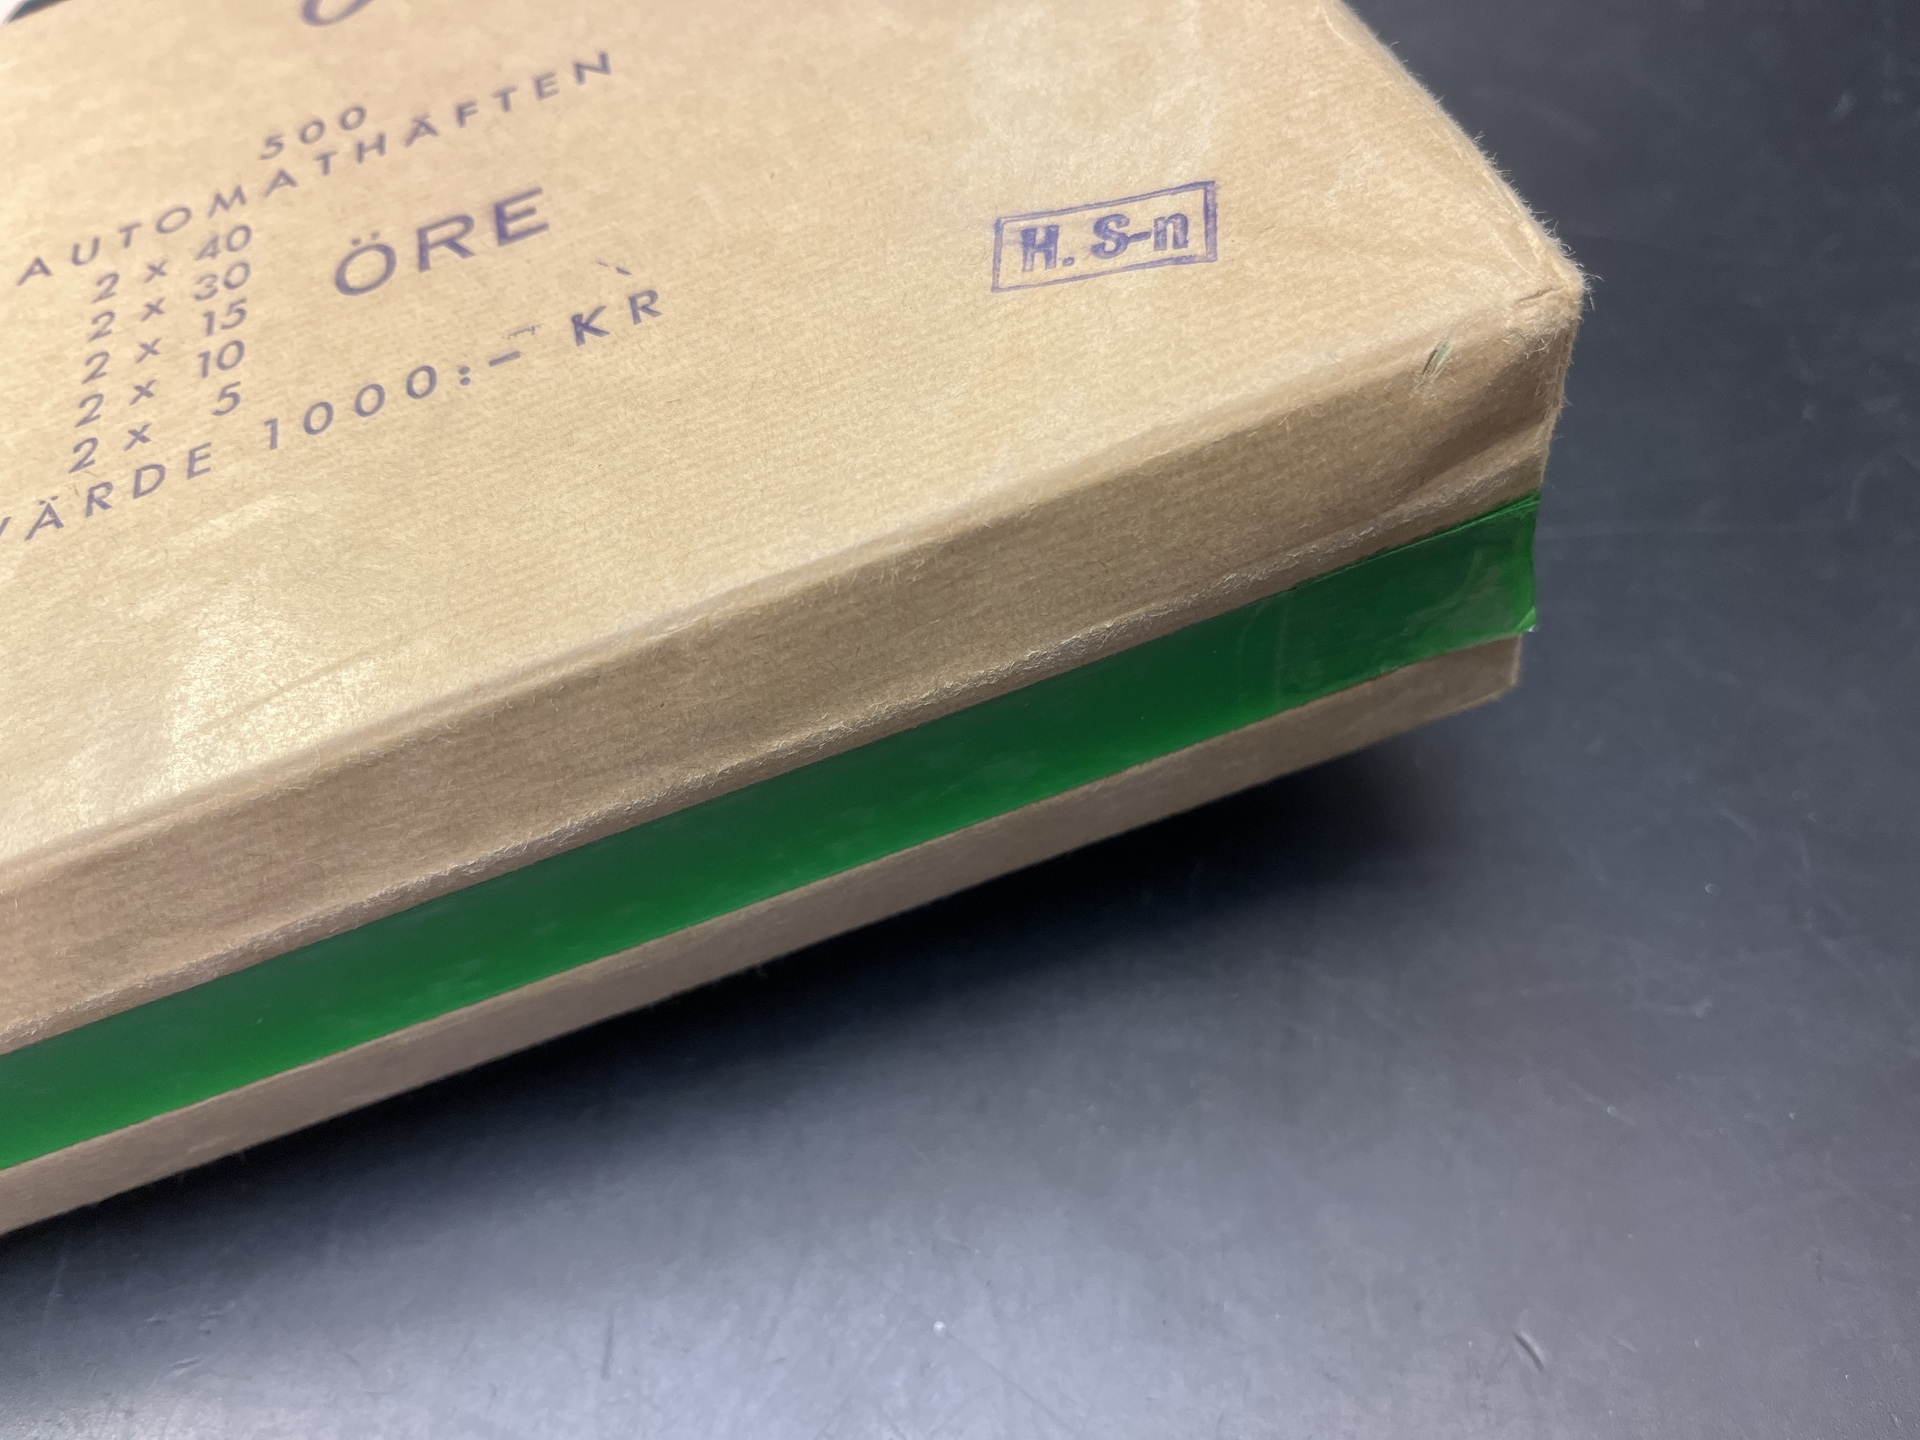 500
AUTOMATHÄFTEN
2 x 40
2 x 30
2 x 15
2 x 10
2 x 5
ÖRE
VÄRDE 1000:- KR
H. S-n